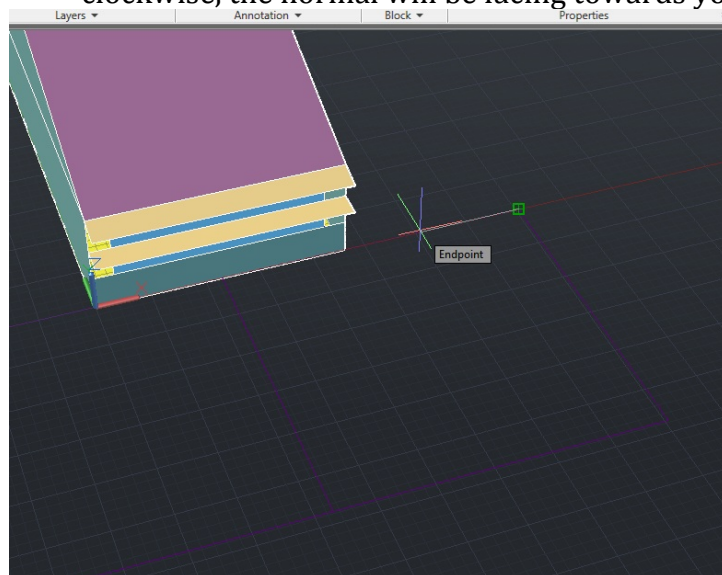 clockwise, the normal will be facing towards yo
Layers Annotation Block Properties
Endpoint
Z
X